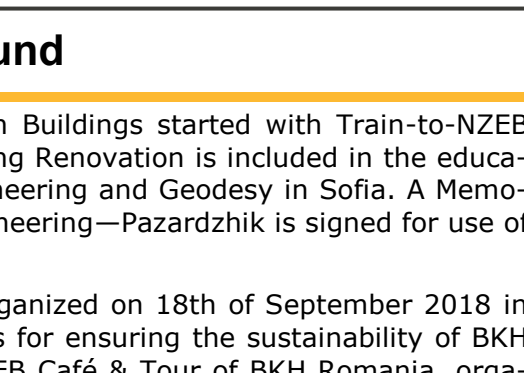 und
n Buildings started with Train-to-NZEB
ng Renovation is included in the educa-
neering and Geodesy in Sofia. A Memo-
neering—Pazardzhik is signed for use of
ganized on 18th of September 2018 in
s for ensuring the sustainability of BKH
EB Café & Tour of BKH Romania, orga-